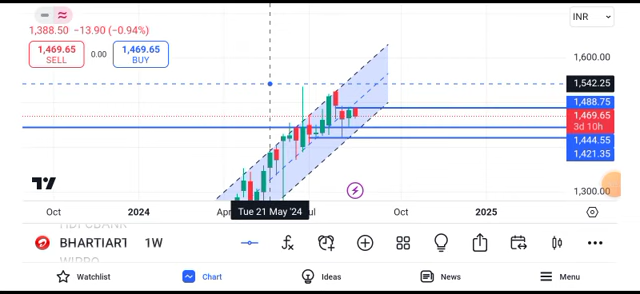 INR
1,388.50 −13.90 (−0.94%)
1,469.65
SELL
0.00
1,469.65
BUY
1,600.00
1,542.25
1,488.75
1,469.65
3d 10h
1,444.55
1,421.35
1,300.00
Oct
2024
Tue 21 May '24
Oct
2025
BHARTIARTL 1W
Watchlist
Chart
Ideas
News
Menu